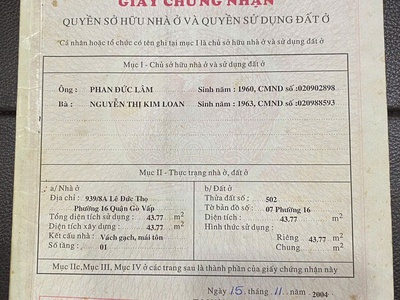 GIẤY CHỨNG NHẬN
QUYỀN SỞ HỮU NHÀ Ở VÀ QUYỀN SỬ DỤNG ĐẤT Ở
"Cá nhân hoặc tổ chức có tên ghi tại mục I là chủ sở hữu nhà ở và sử dụng đất ở
Mục I - Chủ sở hữu nhà ở và sử dụng đất ở
Ông : PHAN ĐỨC LÂM Sinh năm : 1960, CMND số :020902898
Bà : NGUYỄN THỊ KIM LOAN Sinh năm : 1963, CMND số :020988593
Mục II - Thực trạng nhà ở, đất ở
a/ Nhà ở
Địa chỉ : 939/8A Lê Đức Thọ
Phường 16 Quận Gò Vấp
Tổng diện tích sử dụng : 43.77 m2
Diện tích xây dựng : 43.77 m2
Kết cấu nhà : Vách gạch, mái tôn
Số tầng : 01
b/ Đất ở
Thửa đất số : 502
Tờ bản đồ số : 07 Phường 16
Diện tích : 43.77 m2
Hình thức sử dụng :
Riêng : 43.77 m2
Chung : m2
Mục IIc, Mục III, Mục IV ở các trang sau là thành phần của giấy chứng nhận này
Ngày 15 tháng 11 năm 2004